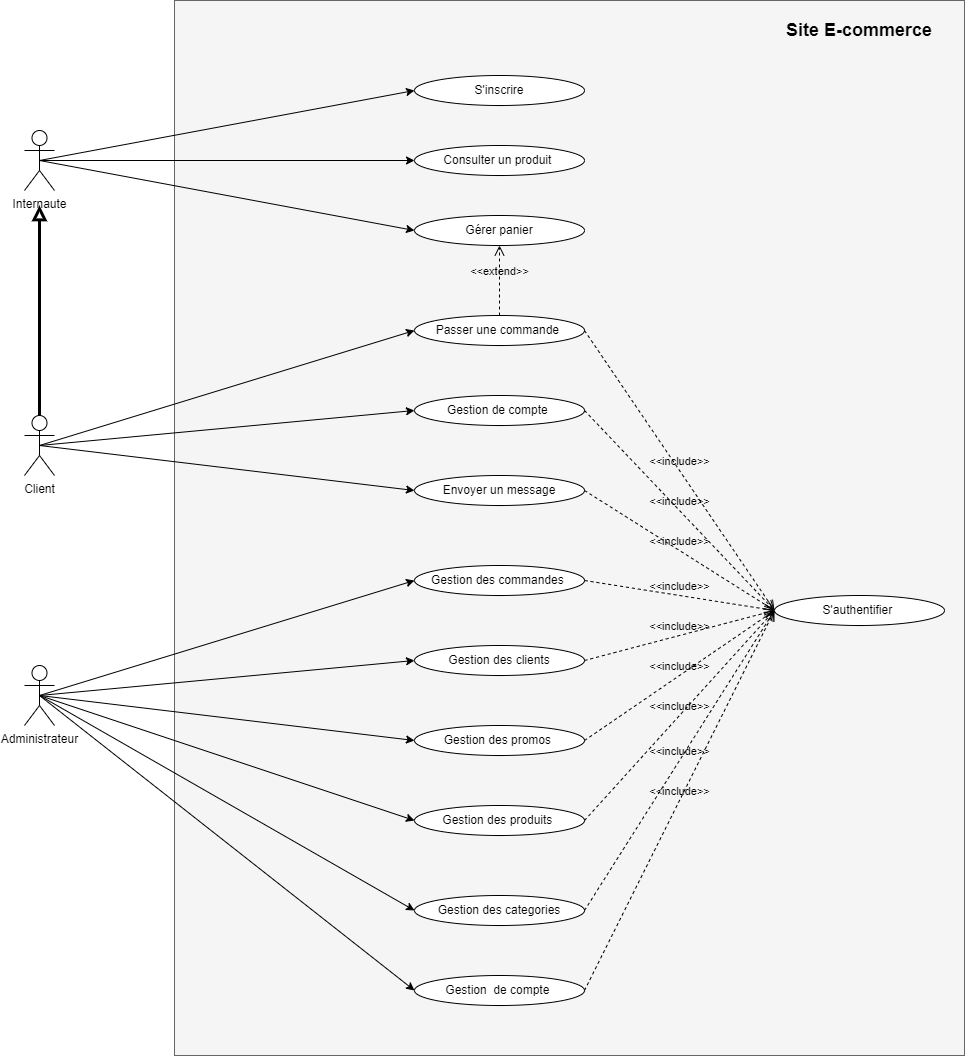 Site E-commerce
S'inscrire
Consulter un produit
Internaute
Gérer panier
<<extend>>
Passer une commande
Gestion de compte
<<include>>
Client
Envoyer un message
<<include>>
<<include>>
Gestion des commandes
<<include>>
S'authentifier
<<include>>
Gestion des clients
<<include>>
<<include>>
Administrateur
Gestion des promos
<<include>>
<<include>>
Gestion des produits
Gestion des categories
Gestion  de compte